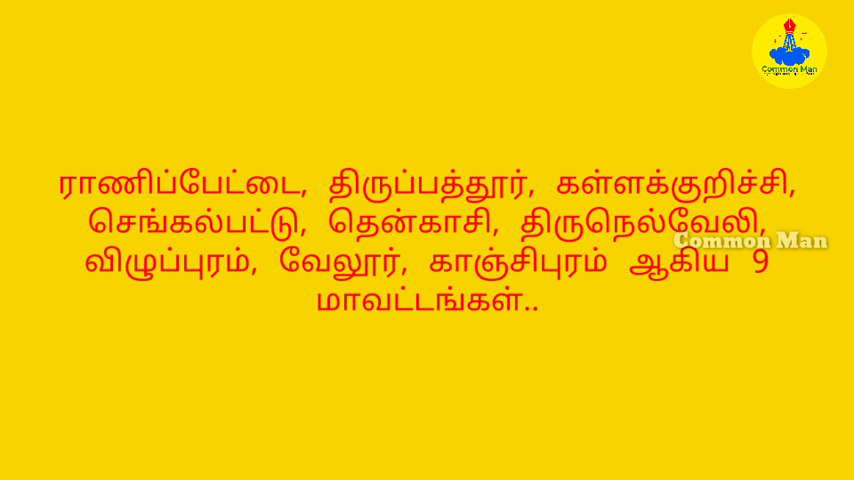 Common Man
ராணிப்பேட்டை, திருப்பத்தூர், கள்ளக்குறிச்சி,
செங்கல்பட்டு, தென்காசி, திருநெல்வேலி,
Common Man
விழுப்புரம், வேலூர், காஞ்சிபுரம் ஆகிய 9
மாவட்டங்கள்..